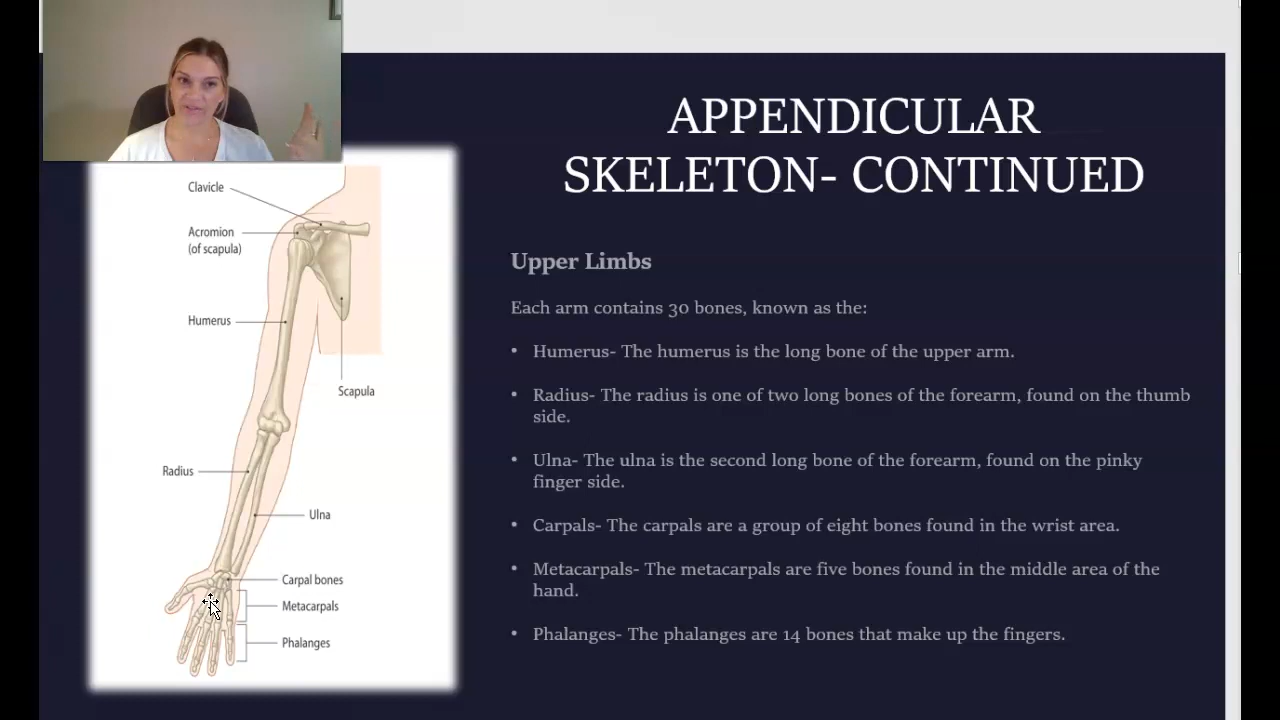 APPENDICULAR
SKELETON- CONTINUED
Clavicle
Acromion
(of scapula)
Humerus
Scapula
Radius
Ulna
Carpal bones
Metacarpals
Phalanges
Upper Limbs
Each arm contains 30 bones, known as the:
• Humerus- The humerus is the long bone of the upper arm.
• Radius- The radius is one of two long bones of the forearm, found on the thumb
side.
• Ulna- The ulna is the second long bone of the forearm, found on the pinky
finger side.
• Carpals- The carpals are a group of eight bones found in the wrist area.
• Metacarpals- The metacarpals are five bones found in the middle area of the
hand.
• Phalanges- The phalanges are 14 bones that make up the fingers.